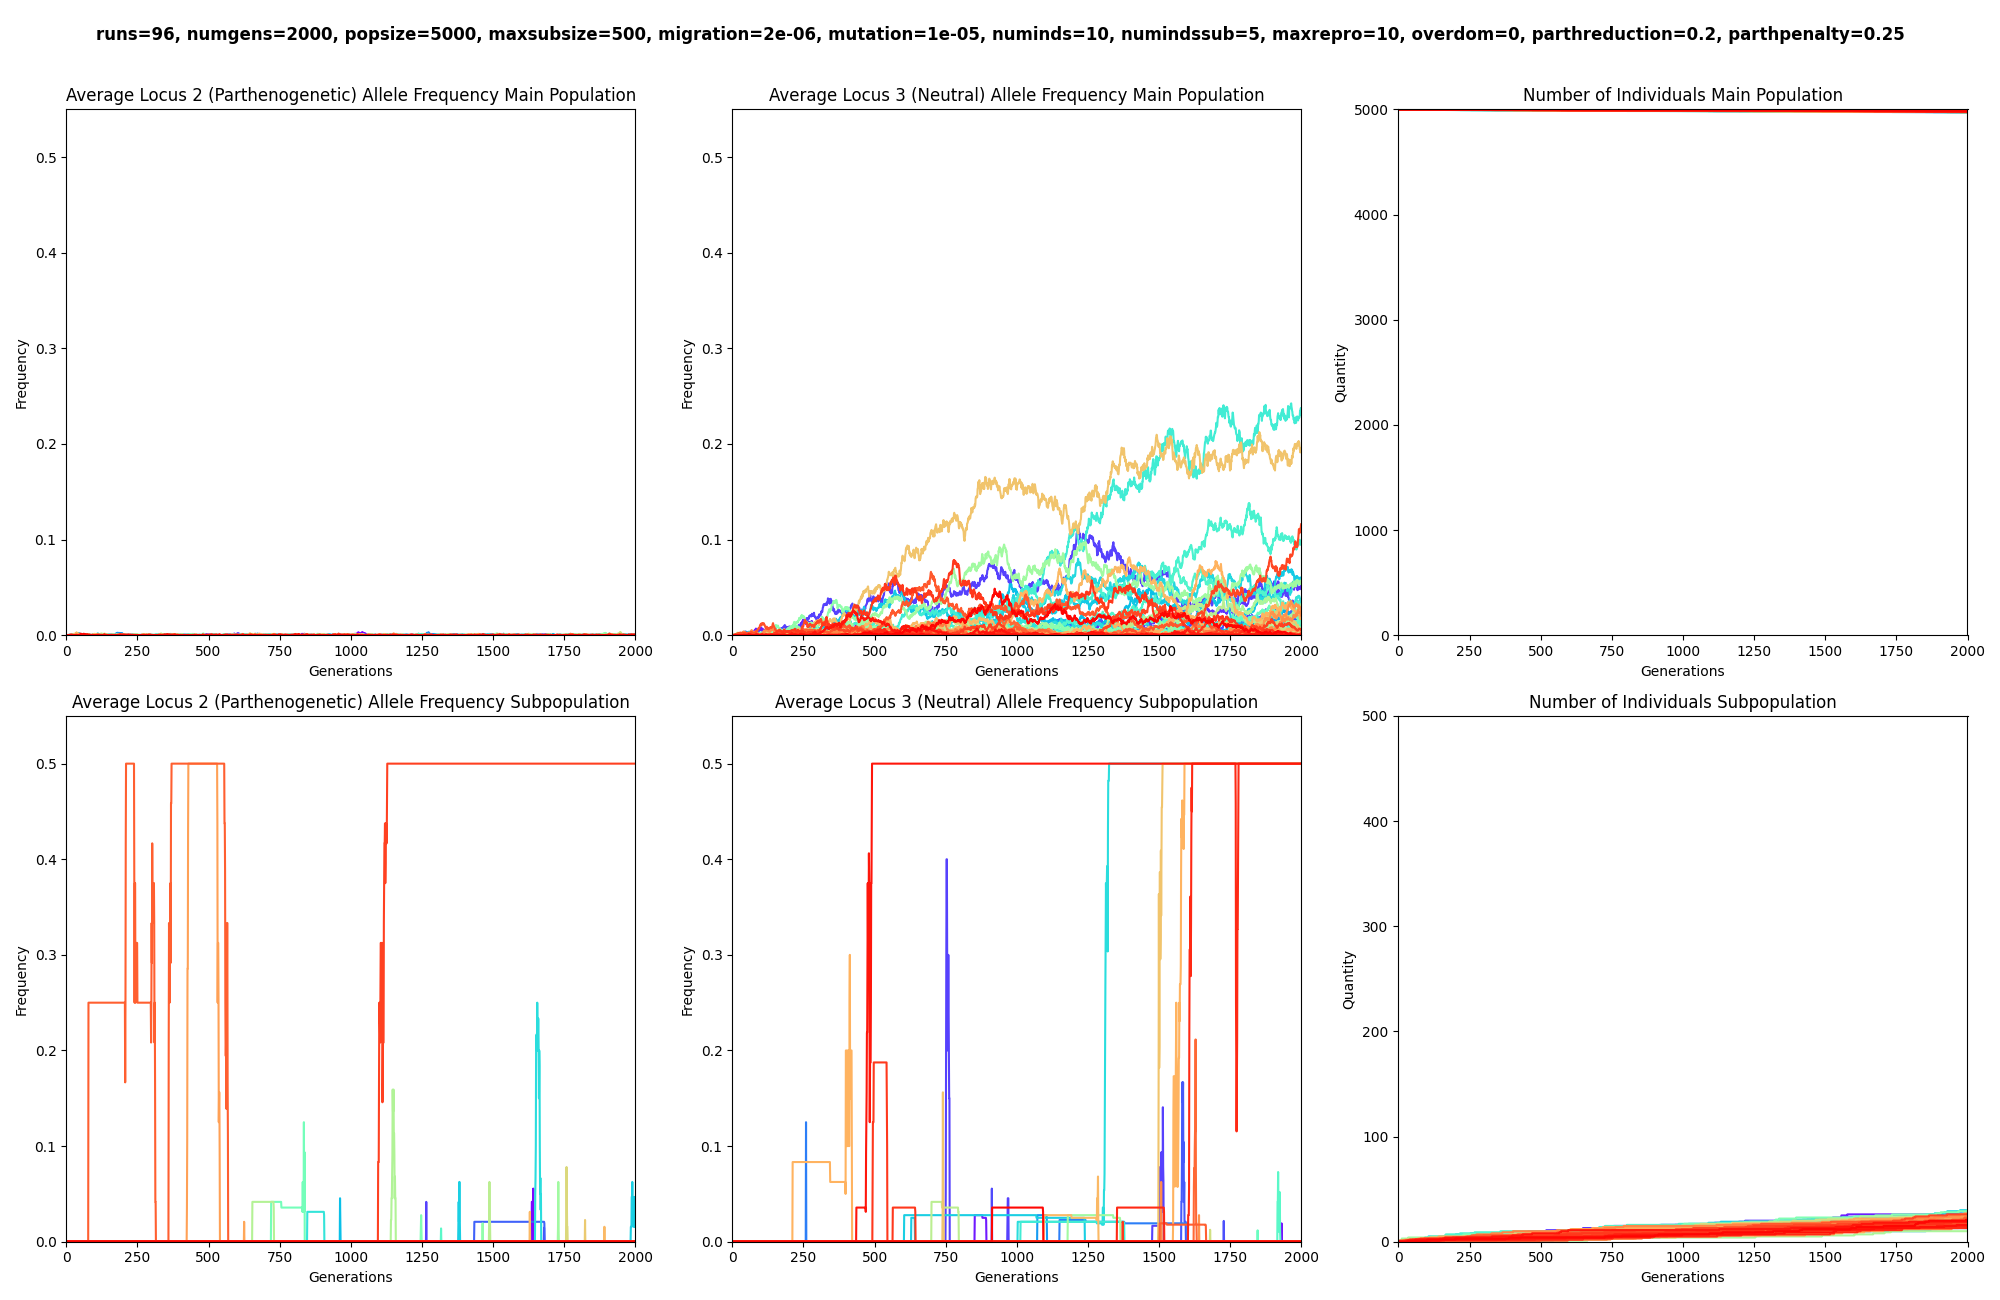 runs=96, numgens=2000, popsize=5000, maxsubsize=500, migration=2e-06, mutation=1e-05, numinds=10, numindssub=5, maxrepro=10, overdom=0, parthreduction=0.2, parthpenalty=0.25
Average Locus 2 (Parthenogenetic) Allele Frequency Main Population
0.5
0.4
0.3
0.2
0.1
0.0
Frequency
0 250 500 750 1000 1250 1500 1750 2000
Generations
Average Locus 3 (Neutral) Allele Frequency Main Population
0.5
0.4
0.3
0.2
0.1
0.0
Frequency
0 250 500 750 1000 1250 1500 1750 2000
Generations
Number of Individuals Main Population
5000
4000
3000
2000
1000
0
Quantity
0 250 500 750 1000 1250 1500 1750 2000
Generations
Average Locus 2 (Parthenogenetic) Allele Frequency Subpopulation
0.5
0.4
0.3
0.2
0.1
0.0
Frequency
0 250 500 750 1000 1250 1500 1750 2000
Generations
Average Locus 3 (Neutral) Allele Frequency Subpopulation
0.5
0.4
0.3
0.2
0.1
0.0
Frequency
0 250 500 750 1000 1250 1500 1750 2000
Generations
Number of Individuals Subpopulation
500
400
300
200
100
0
Quantity
0 250 500 750 1000 1250 1500 1750 2000
Generations